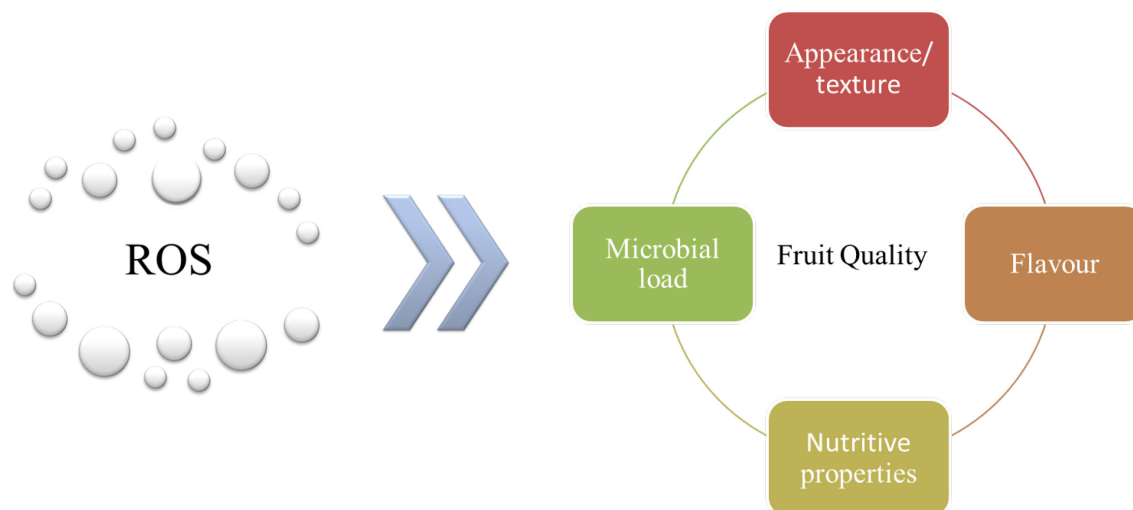 ROS
Appearance/
texture
Microbial
load
Fruit Quality
Flavour
Nutritive
properties